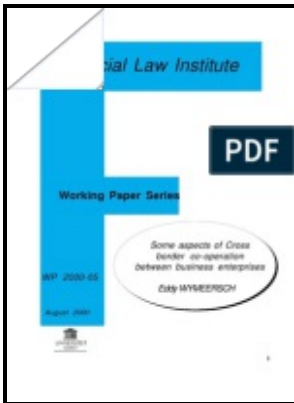 cial Law Institute
PDF
Working Paper Series
Some aspects of Cross
border co-operation
between business enterprises
Eddy WYMEERSCH
WP 2000-05
August 2000